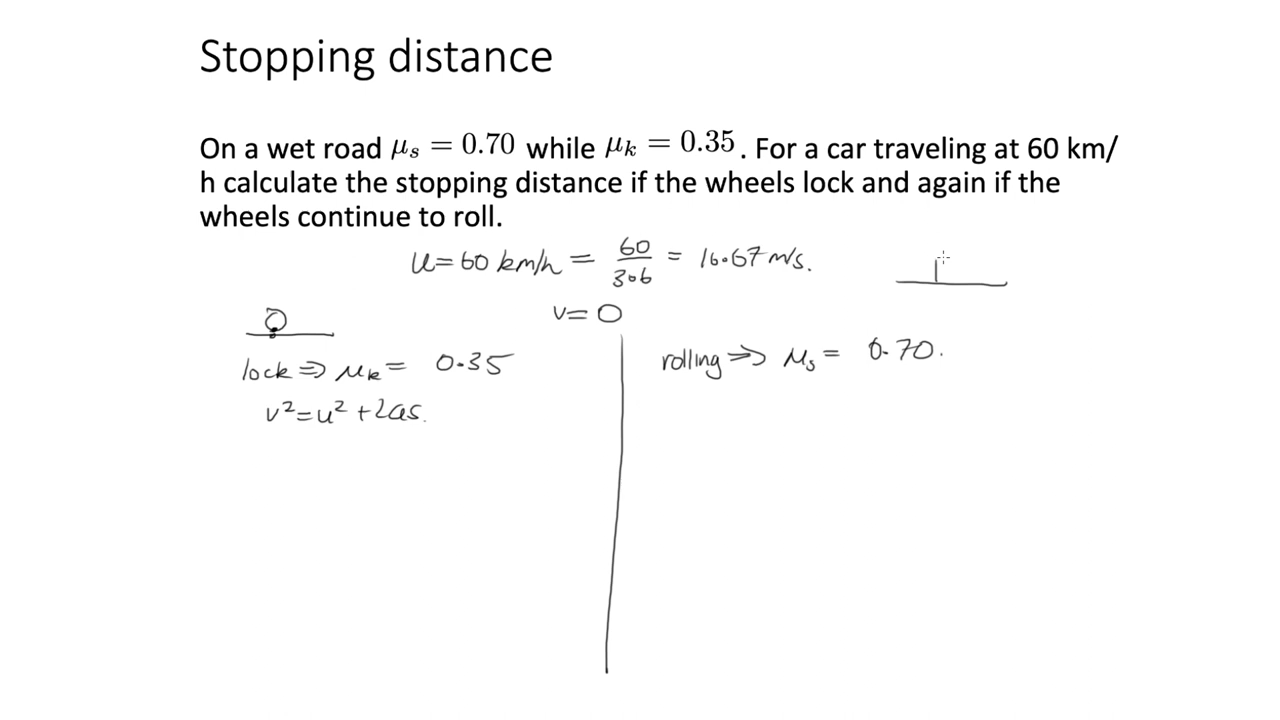 Stopping distance
On a wet road μₛ = 0.70 while μₖ = 0.35. For a car traveling at 60 km/
h calculate the stopping distance if the wheels lock and again if the
wheels continue to roll.
u = 60 km/h = 60/3.6 = 16.67 m/s.
v = 0
lock ⇒ μₖ = 0.35
v² = u² + 2as.
rolling ⇒ μₛ = 0.70.